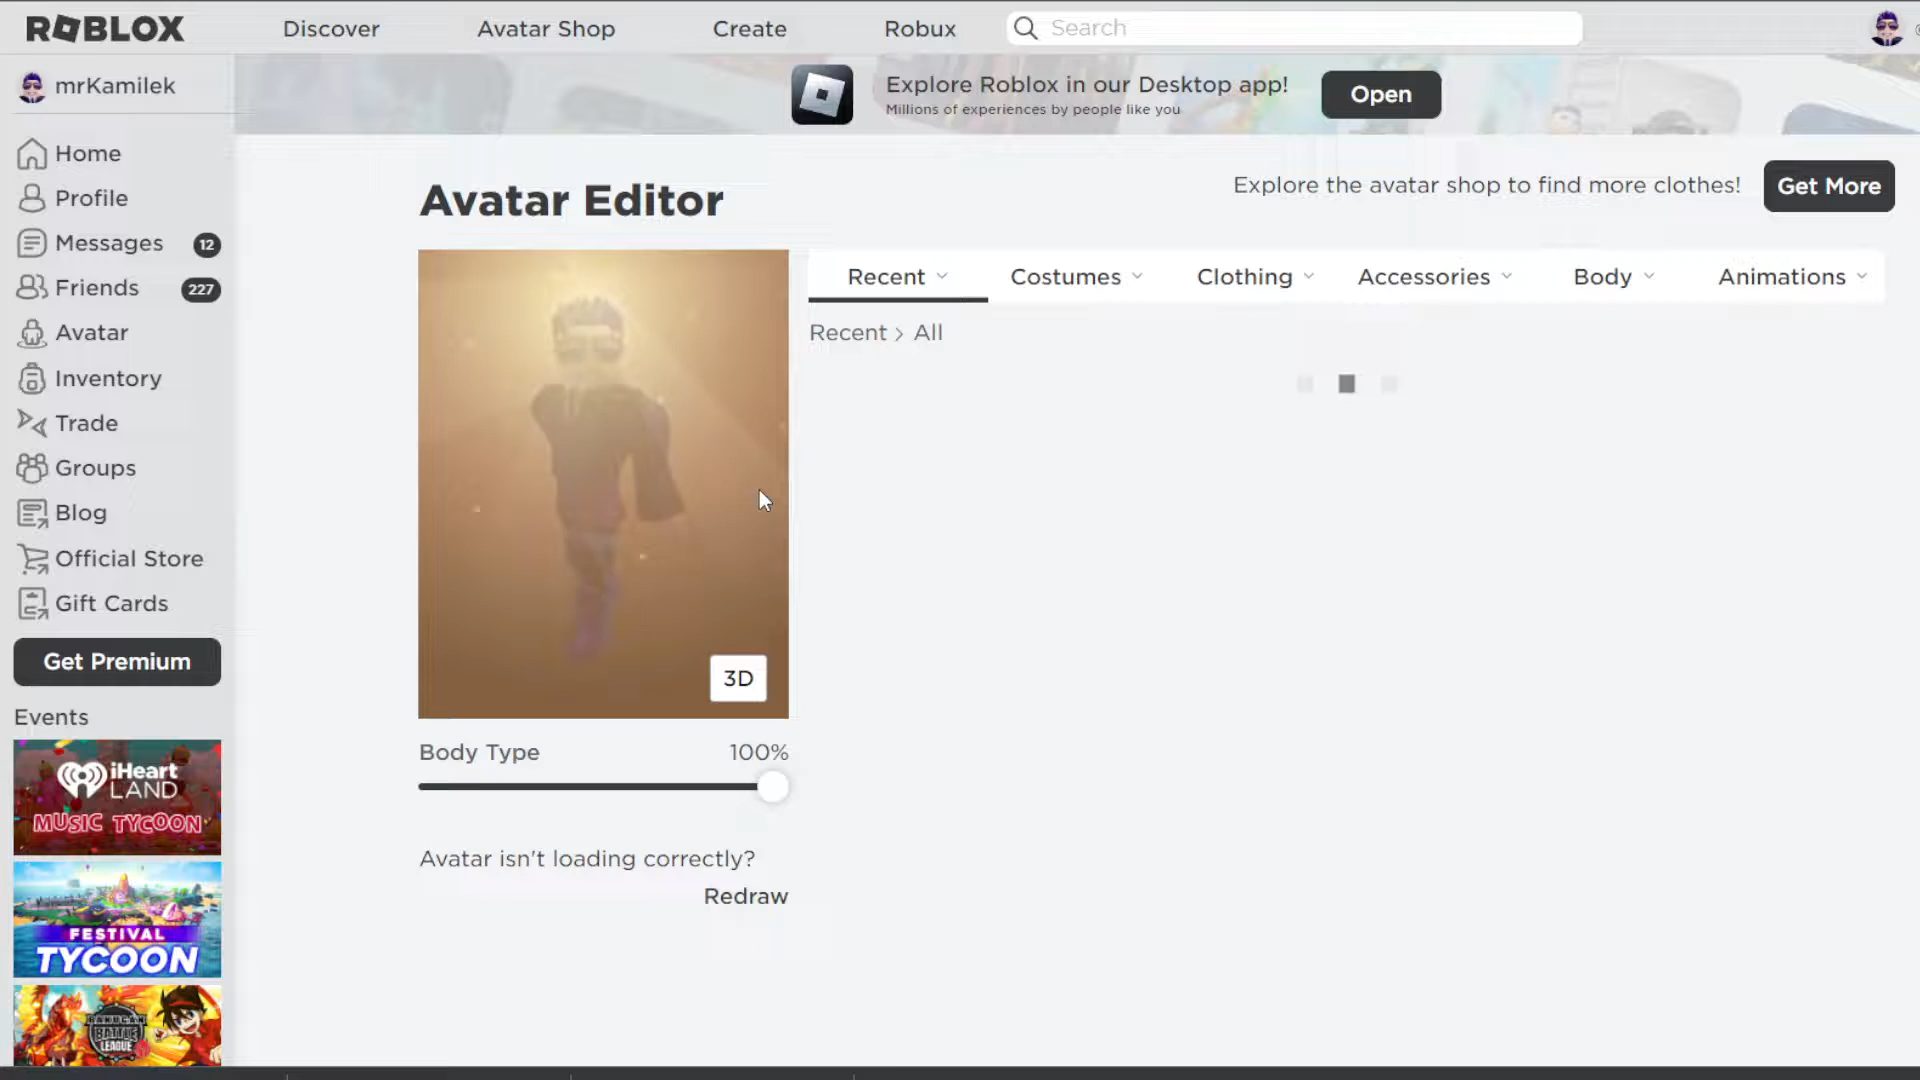 ROBLOX
Discover
Avatar Shop
Create
Robux
Search
mrKamilek
Explore Roblox in our Desktop app!
Millions of experiences by people like you
Open
Home
Profile
Messages 12
Friends 227
Avatar
Inventory
Trade
Groups
Blog
Official Store
Gift Cards
Get Premium
Events
iHeart
LAND
MUSIC TYCOON
FESTIVAL
TYCOON
BAKUGAN
BATTLE
LEAGUE
Avatar Editor
Explore the avatar shop to find more clothes!
Get More
Recent
Costumes
Clothing
Accessories
Body
Animations
Recent > All
3D
Body Type 100%
Avatar isn't loading correctly?
Redraw